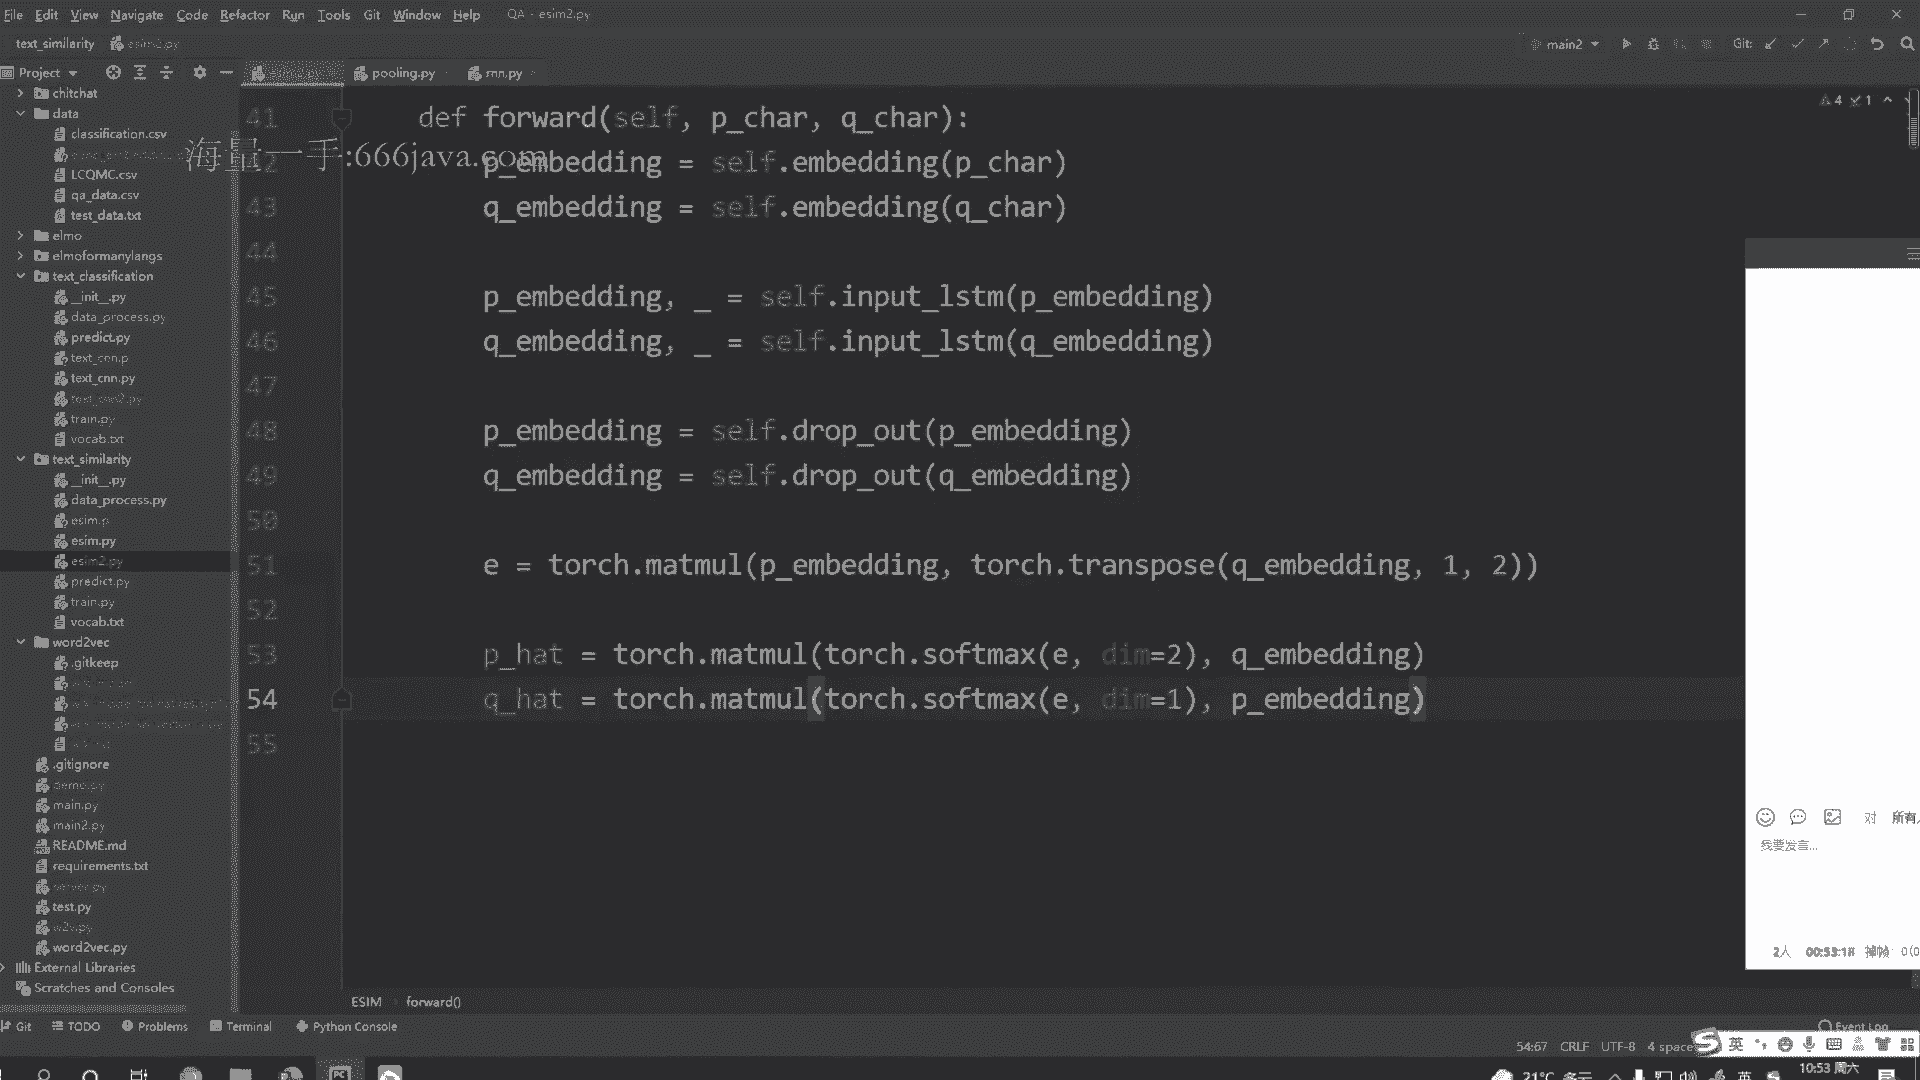 File Edit View Navigate Code Refactor Run Tools Git Window Help QA - esim2.py
text_similarity esim2.py main2 Git:
Project pooling.py rnn.py
chitchat
data
classification.csv
LCQMC.csv
qa_data.csv
test_data.txt
elmo
elmoformanylangs
text_classification
__init__.py
data_process.py
predict.py
text_cnn.p
text_cnn.py
text_cnn2.py
train.py
vocab.txt
text_similarity
__init__.py
data_process.py
esim.p
esim.py
esim2.py
predict.py
train.py
vocab.txt
word2vec
.gitkeep
.gitignore
demo.py
main.py
main2.py
README.md
requirements.txt
server.py
test.py
w2v.py
word2vec.py
External Libraries
Scratches and Consoles
海量一手:666java.com
4 1
41 def forward(self, p_char, q_char):
42 p_embedding = self.embedding(p_char)
43 q_embedding = self.embedding(q_char)
44
45 p_embedding, _ = self.input_lstm(p_embedding)
46 q_embedding, _ = self.input_lstm(q_embedding)
47
48 p_embedding = self.drop_out(p_embedding)
49 q_embedding = self.drop_out(q_embedding)
50
51 e = torch.matmul(p_embedding, torch.transpose(q_embedding, 1, 2))
52
53 p_hat = torch.matmul(torch.softmax(e, dim=2), q_embedding)
54 q_hat = torch.matmul(torch.softmax(e, dim=1), p_embedding)
55
对 所有
我要发言...
2人 00:53:18 掉帧: 0(0
ESIM forward()
Git TODO Problems Terminal Python Console Event Log
54:67 CRLF UTF-8 4 space
英
21°C 多云 英 10:53 周六